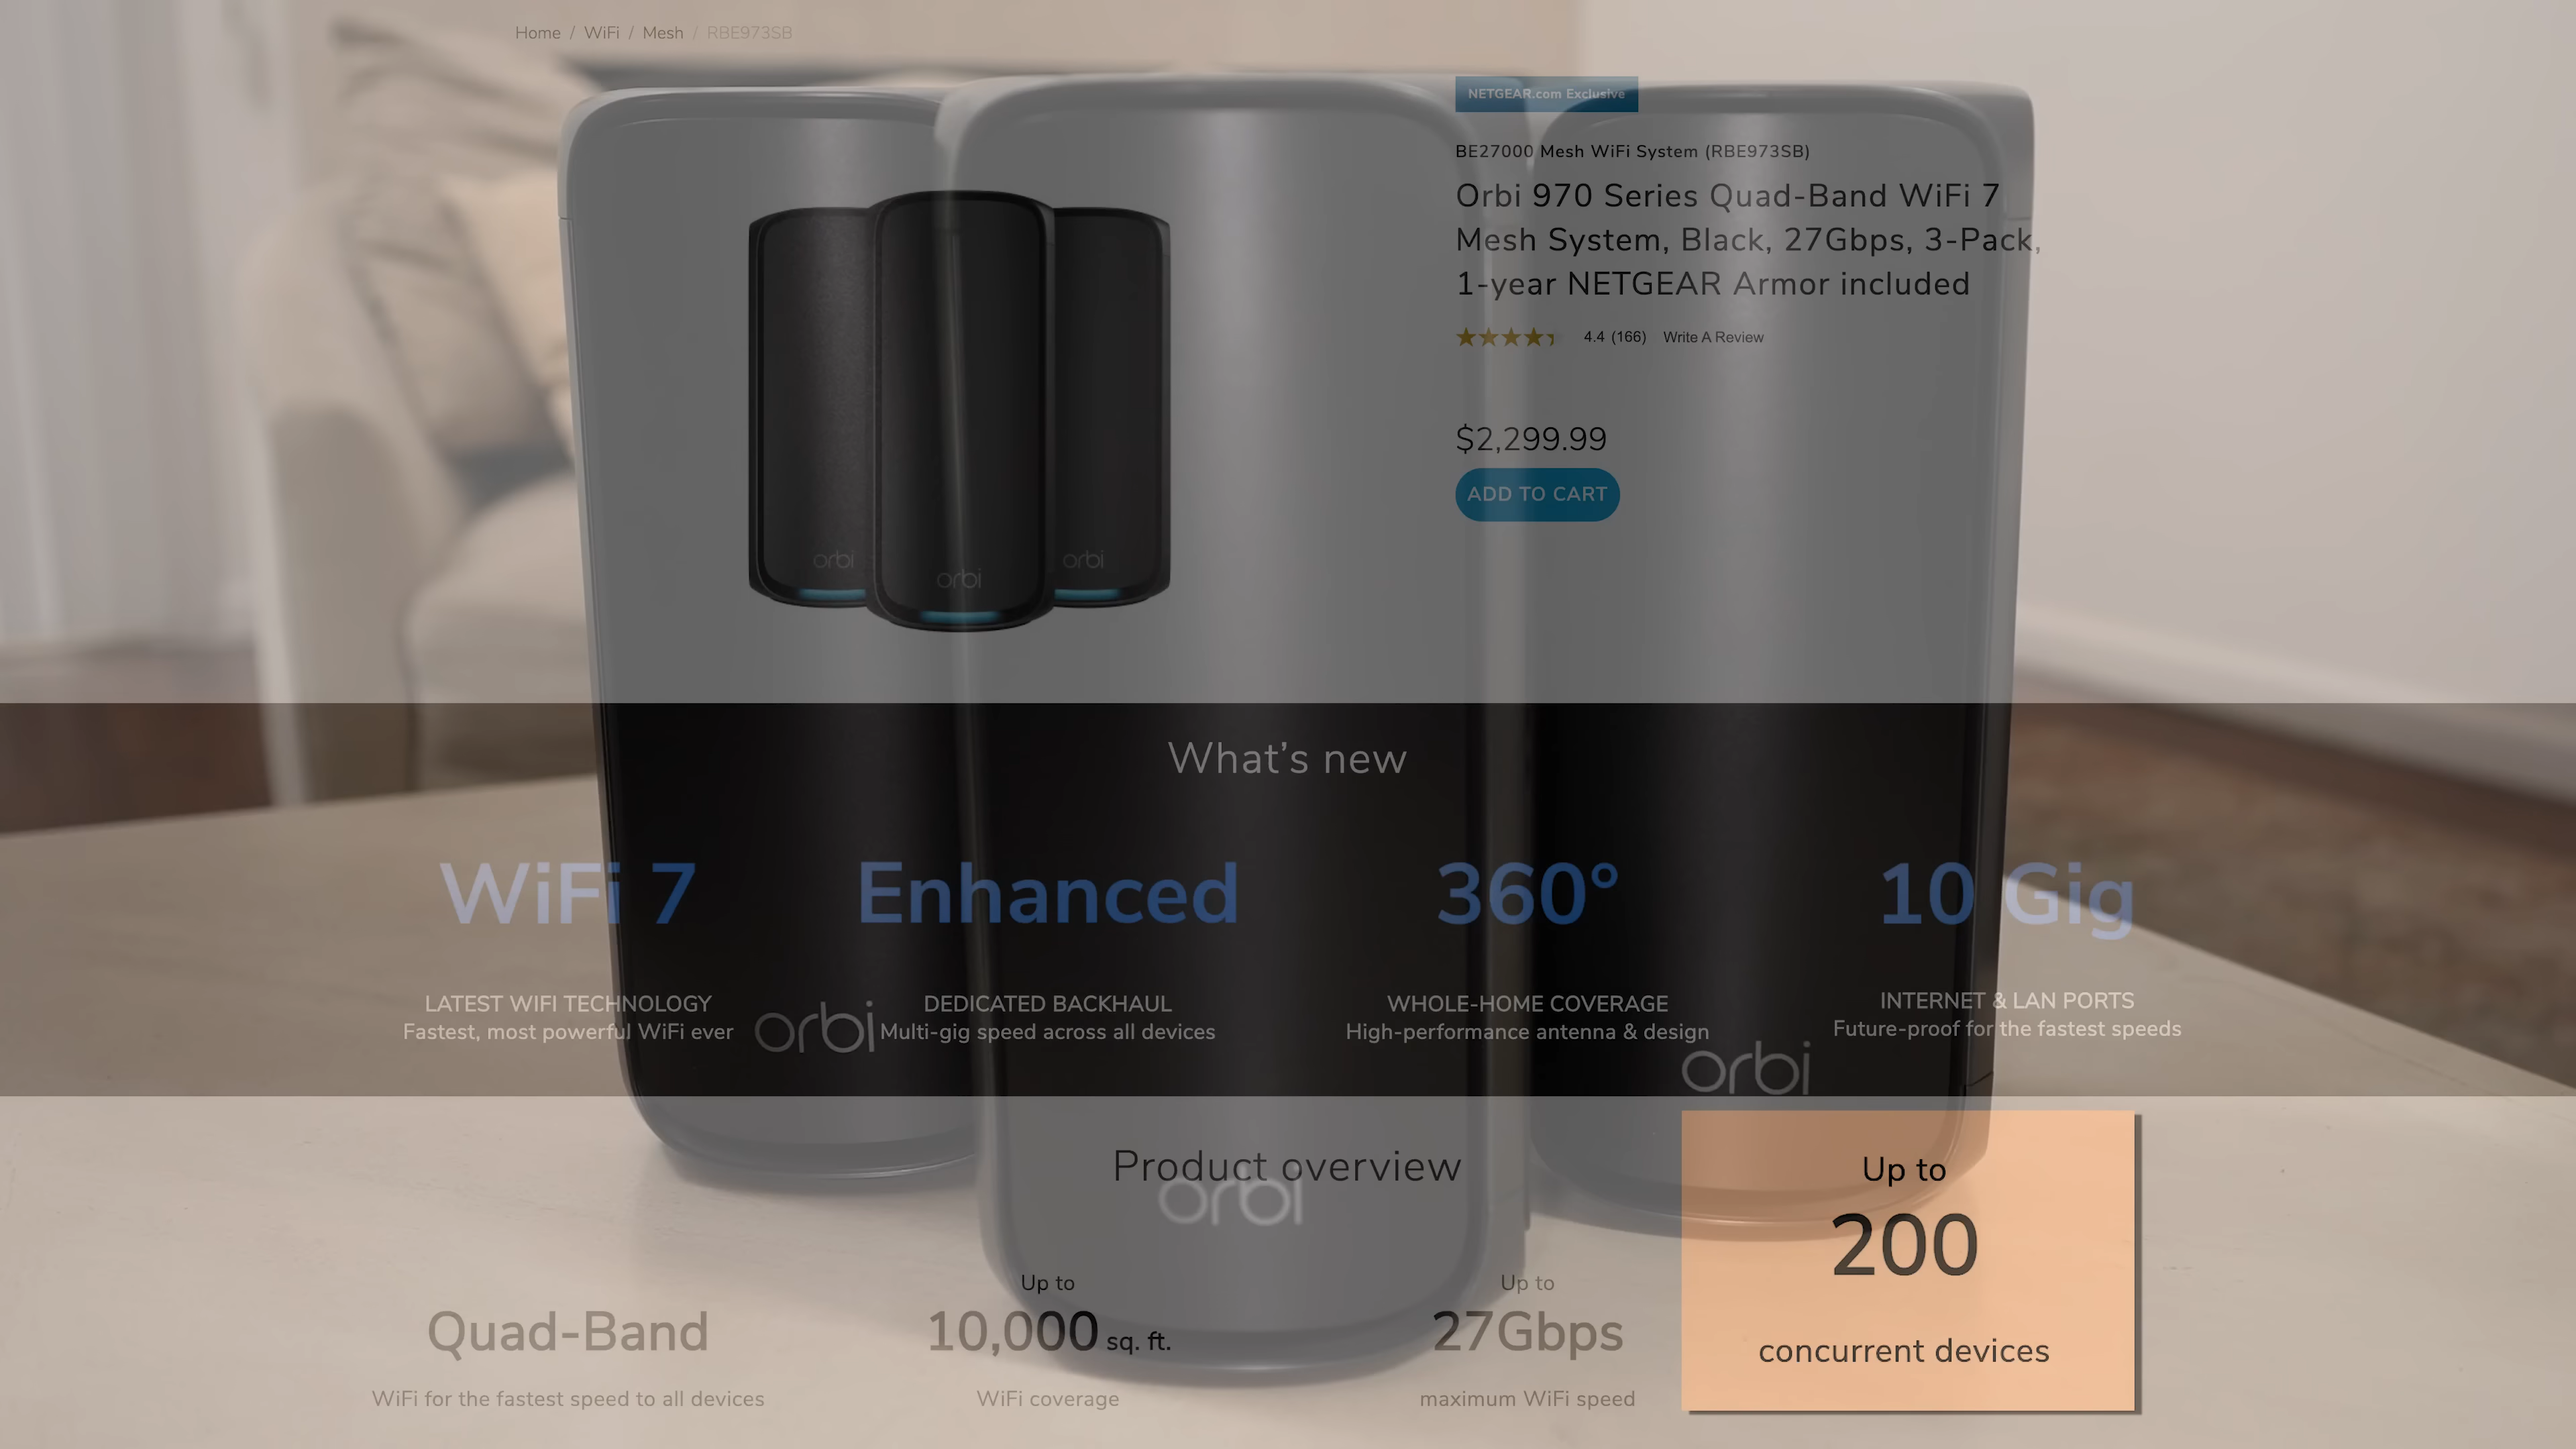 Home / WiFi / Mesh / RBE973SB
NETGEAR.com Exclusive
BE27000 Mesh WiFi System (RBE973SB)
Orbi 970 Series Quad-Band WiFi 7
Mesh System, Black, 27Gbps, 3-Pack,
1-year NETGEAR Armor included
4.4 (166) Write A Review
$2,299.99
ADD TO CART
orbi
orbi
orbi
What's new
WiFi 7
LATEST WIFI TECHNOLOGY
Fastest, most powerful WiFi ever
Enhanced
DEDICATED BACKHAUL
Multi-gig speed across all devices
360°
WHOLE-HOME COVERAGE
High-performance antenna & design
10 Gig
INTERNET & LAN PORTS
Future-proof for the fastest speeds
orbi
orbi
Product overview
orbi
Quad-Band
WiFi for the fastest speed to all devices
Up to
10,000 sq. ft.
WiFi coverage
Up to
27Gbps
maximum WiFi speed
Up to
200
concurrent devices